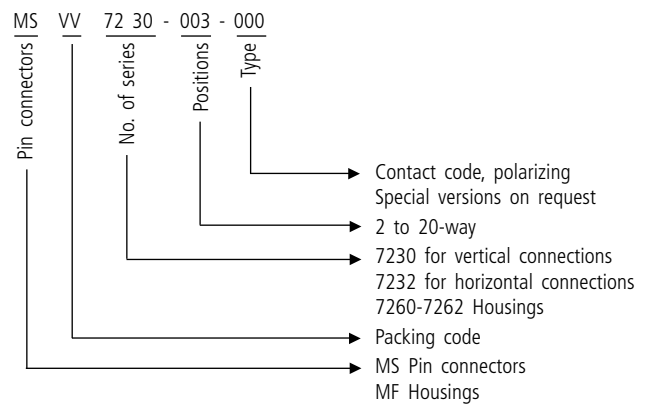 MS VV 72 30 - 003 - 000
Pin connectors
No. of series
Positions
Type
Contact code, polarizing
Special versions on request
2 to 20-way
7230 for vertical connections
7232 for horizontal connections
7260-7262 Housings
Packing code
MS Pin connectors
MF Housings